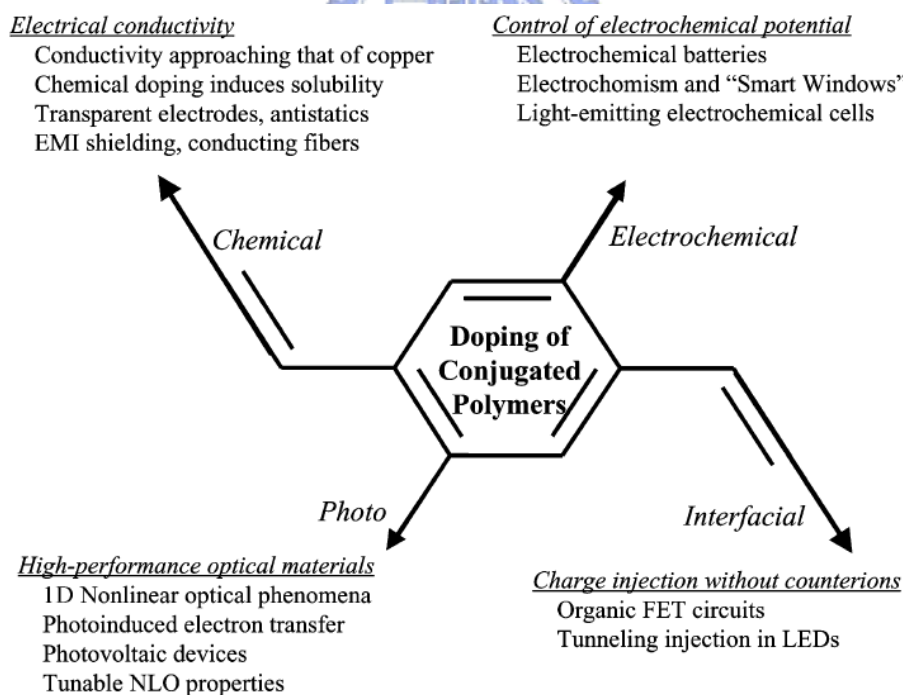 Electrical conductivity
Conductivity approaching that of copper
Chemical doping induces solubility
Transparent electrodes, antistatics
EMI shielding, conducting fibers
Control of electrochemical potential
Electrochemical batteries
Electrochomism and “Smart Windows”
Light-emitting electrochemical cells
Chemical
Electrochemical
Doping of
Conjugated
Polymers
Photo
Interfacial
High-performance optical materials
1D Nonlinear optical phenomena
Photoinduced electron transfer
Photovoltaic devices
Tunable NLO properties
Charge injection without counterions
Organic FET circuits
Tunneling injection in LEDs